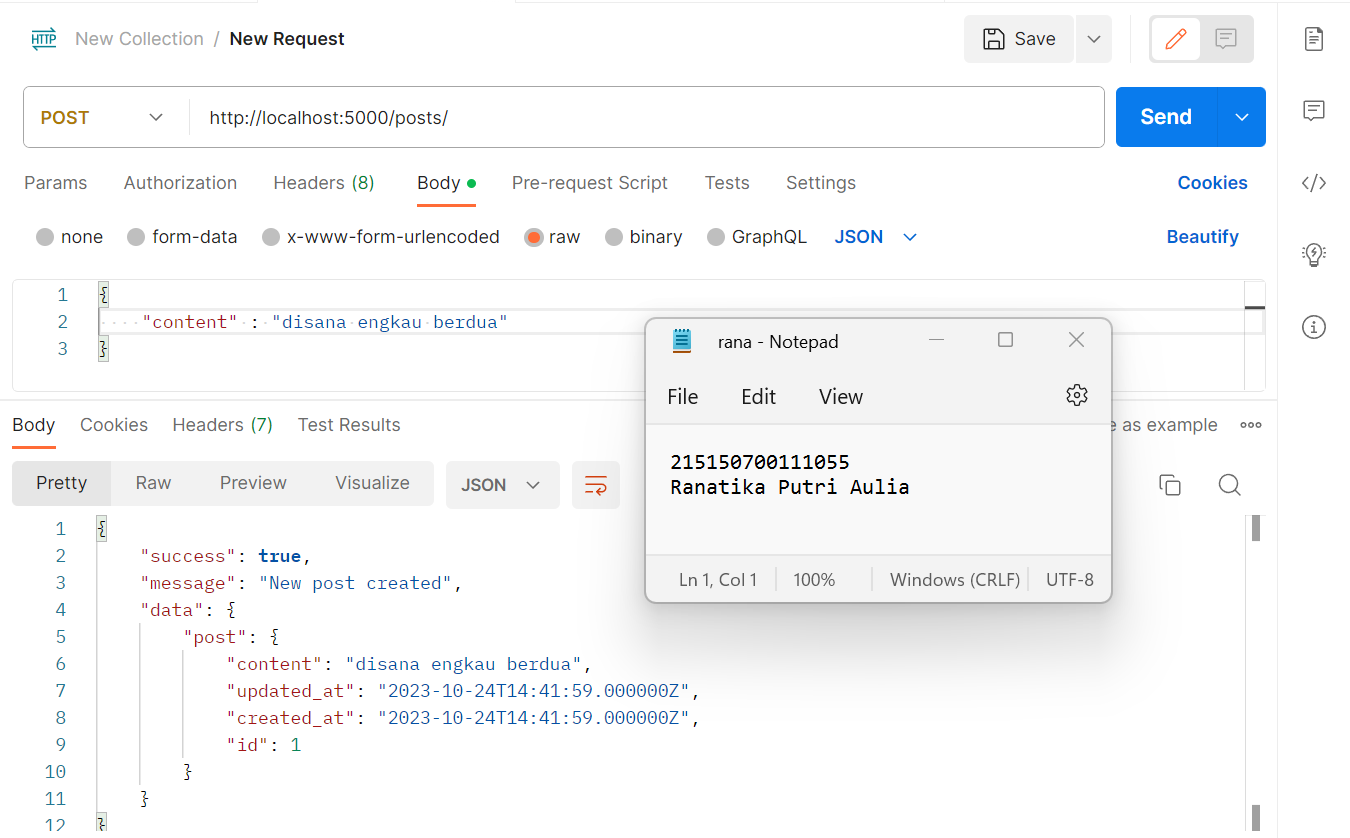 HTTP New Collection / New Request Save
POST http://localhost:5000/posts/ Send
Params Authorization Headers (8) Body Pre-request Script Tests Settings Cookies
none form-data x-www-form-urlencoded raw binary GraphQL JSON Beautify
1 {
2 "content" : "disana engkau berdua"
3 }
rana - Notepad
File Edit View
215150700111055
Ranatika Putri Aulia
Ln 1, Col 1 100% Windows (CRLF) UTF-8
Body Cookies Headers (7) Test Results as example
Pretty Raw Preview Visualize JSON
1 {
2 "success": true,
3 "message": "New post created",
4 "data": {
5 "post": {
6 "content": "disana engkau berdua",
7 "updated_at": "2023-10-24T14:41:59.000000Z",
8 "created_at": "2023-10-24T14:41:59.000000Z",
9 "id": 1
10 }
11 }
12 }